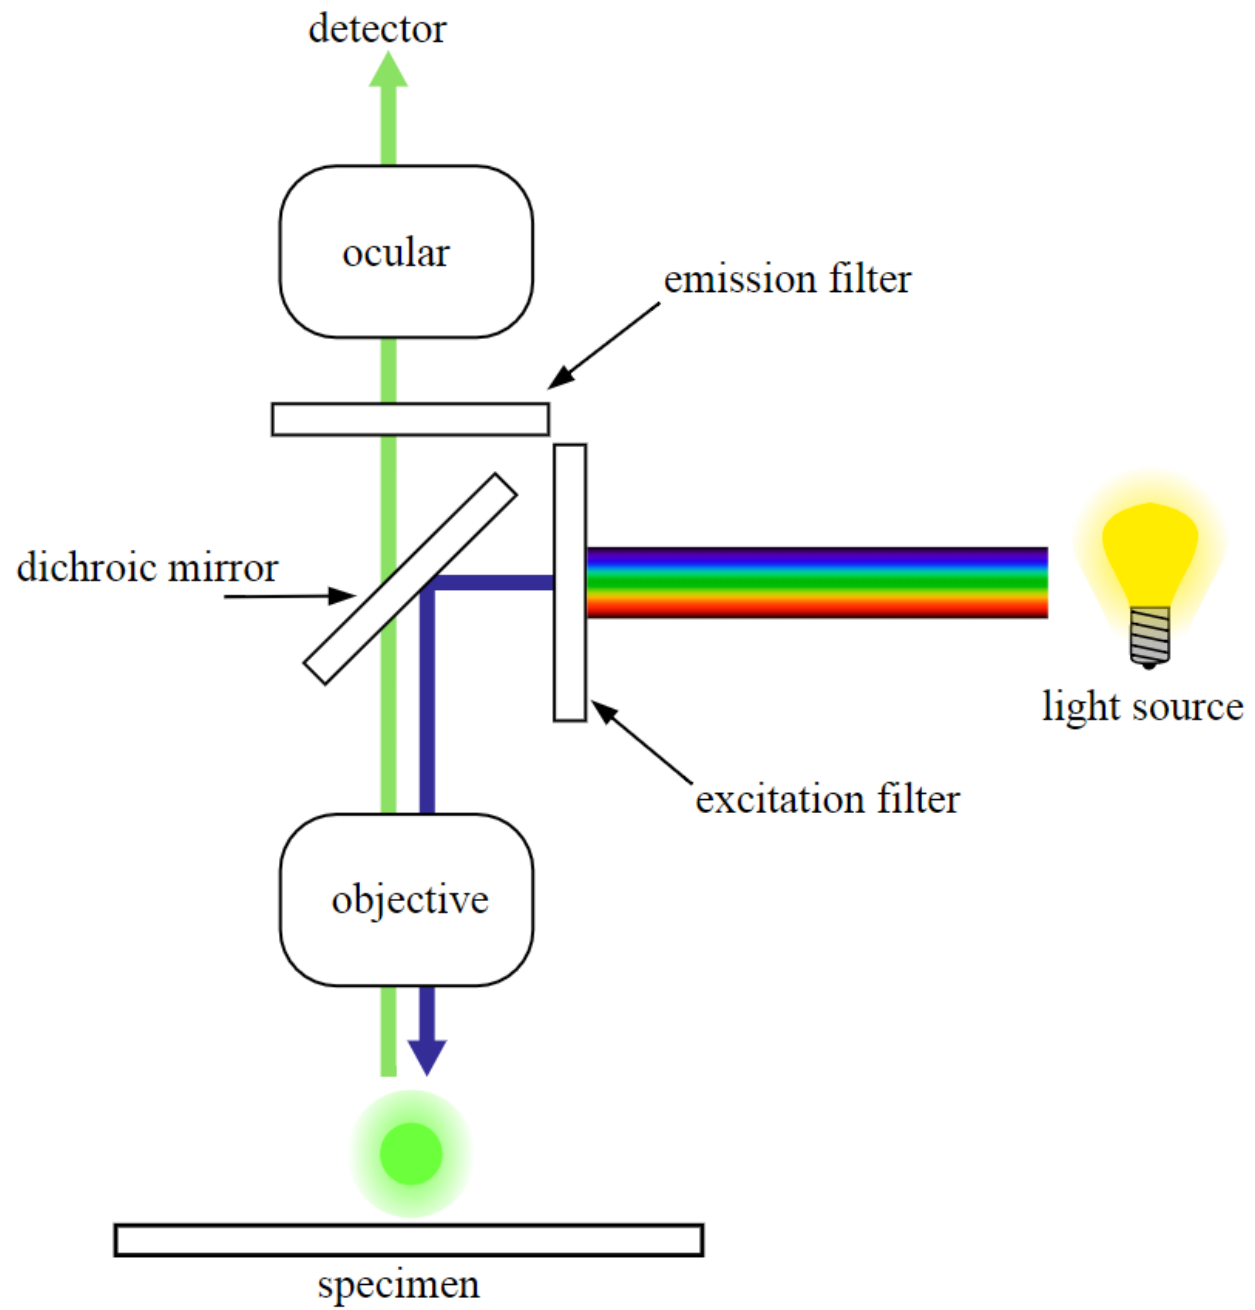 detector
ocular
emission filter
dichroic mirror
light source
excitation filter
objective
specimen